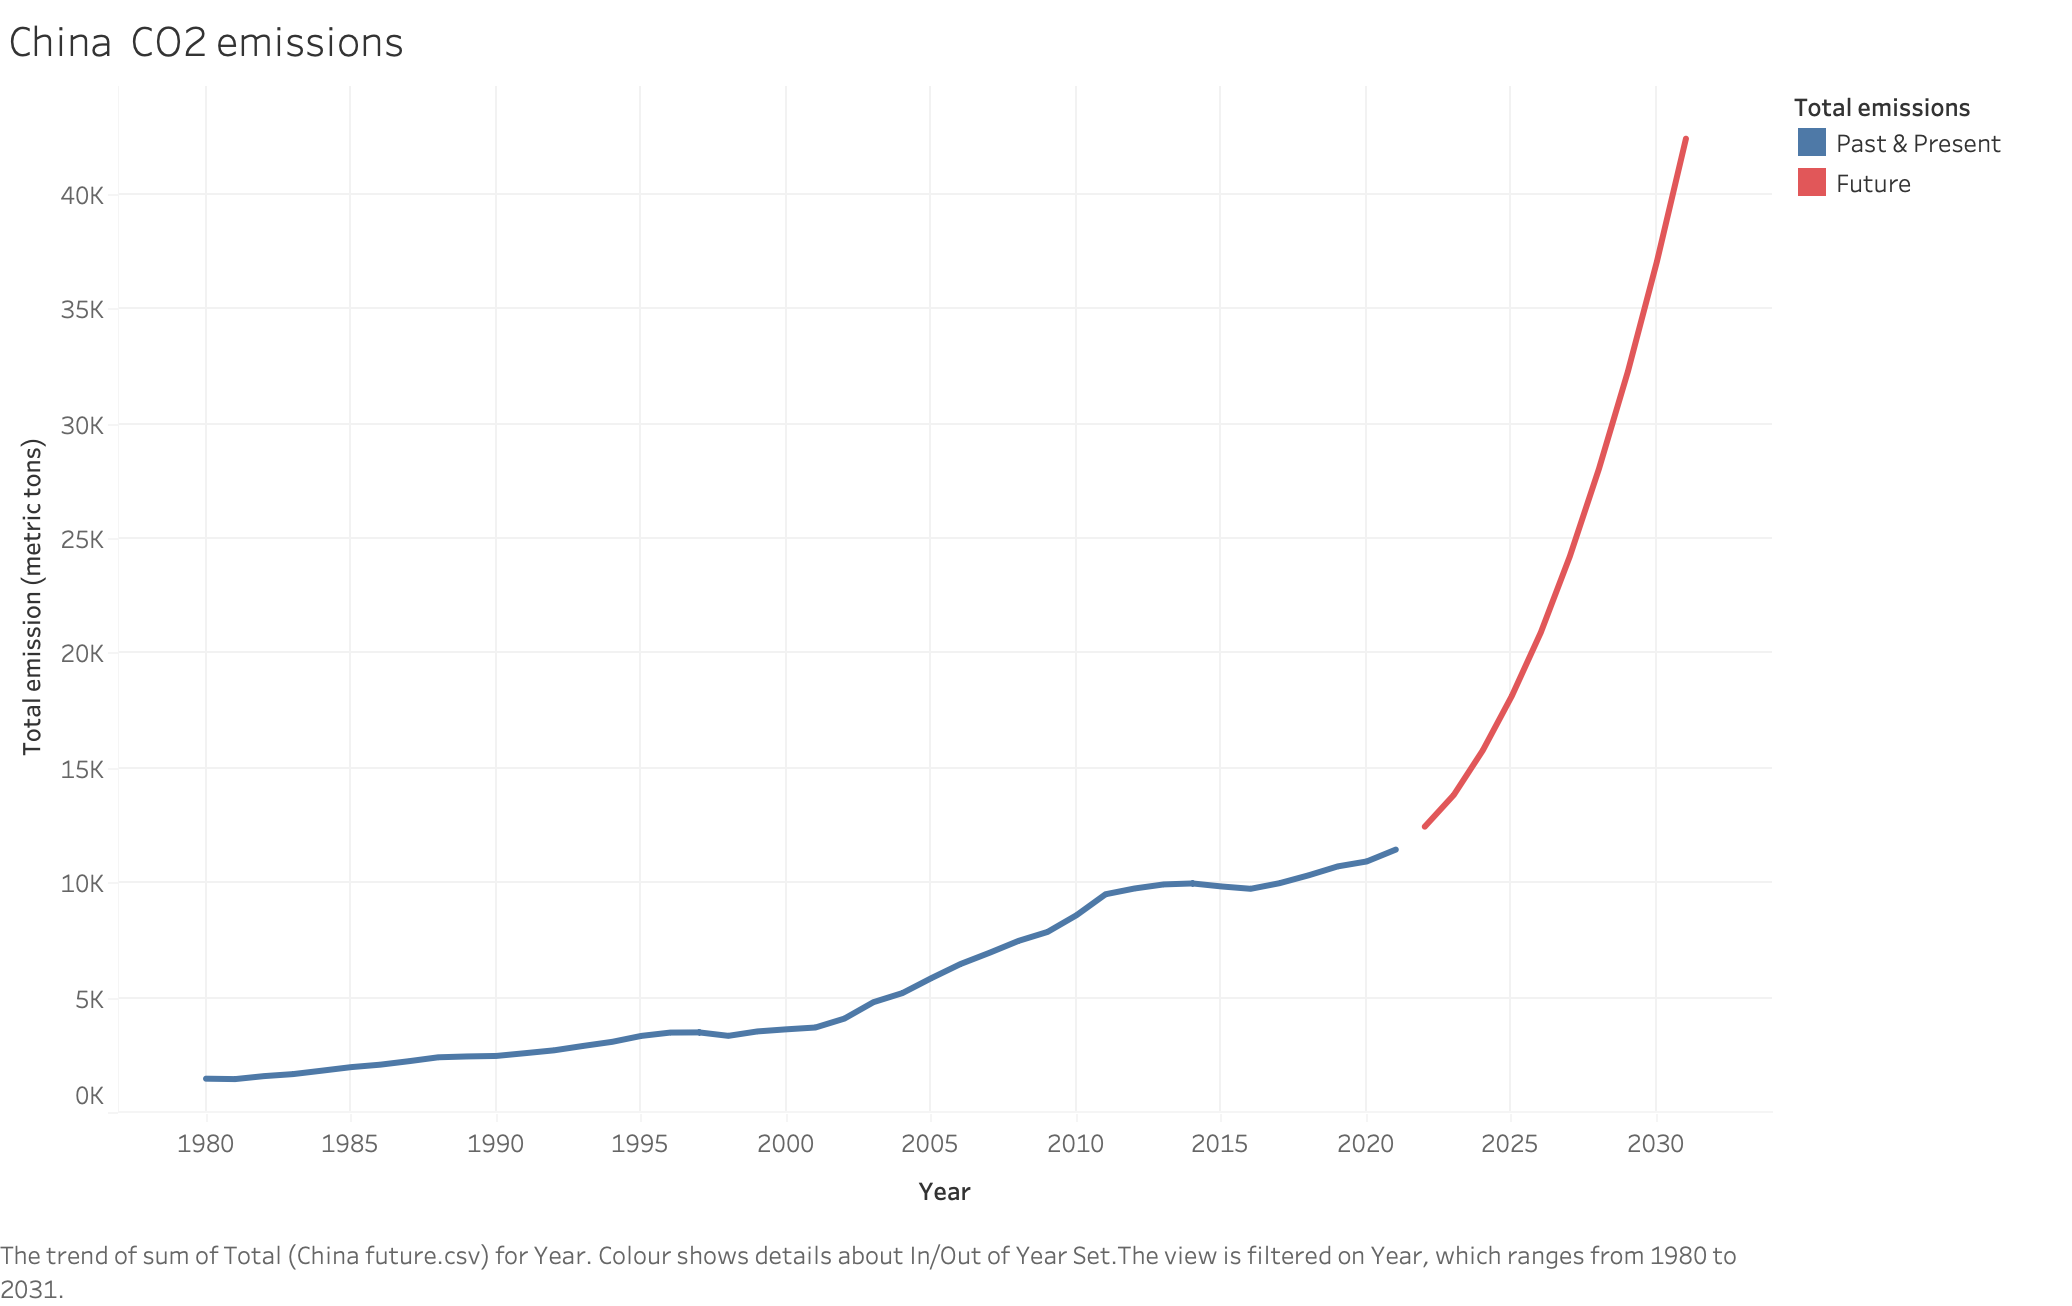 China  CO2 emissions
Total emissions
Past & Present
Future
Total emission (metric tons)
40K
35K
30K
25K
20K
15K
10K
5K
0K
1980 1985 1990 1995 2000 2005 2010 2015 2020 2025 2030
Year
The trend of sum of Total (China future.csv) for Year. Colour shows details about In/Out of Year Set.The view is filtered on Year, which ranges from 1980 to
2031.